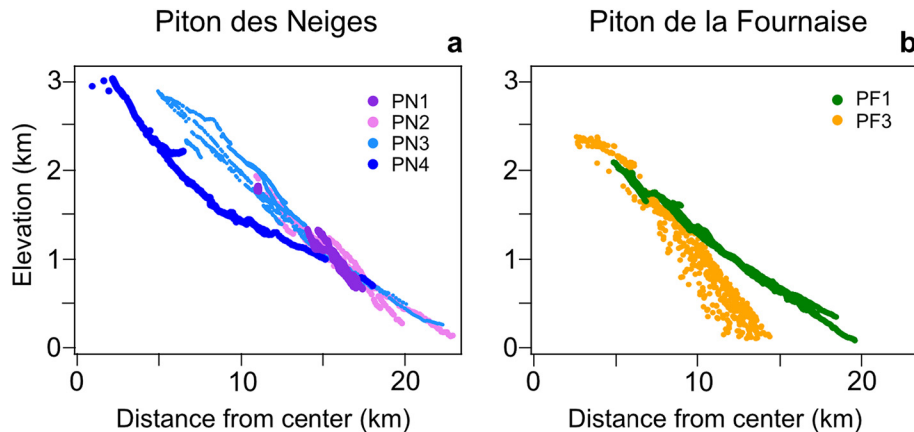 Piton des Neiges
Piton de la Fournaise
a
b
3
2
1
0
Elevation (km)
PN1
PN2
PN3
PN4
0
10
20
Distance from center (km)
3
2
1
0
PF1
PF3
0
10
20
Distance from center (km)